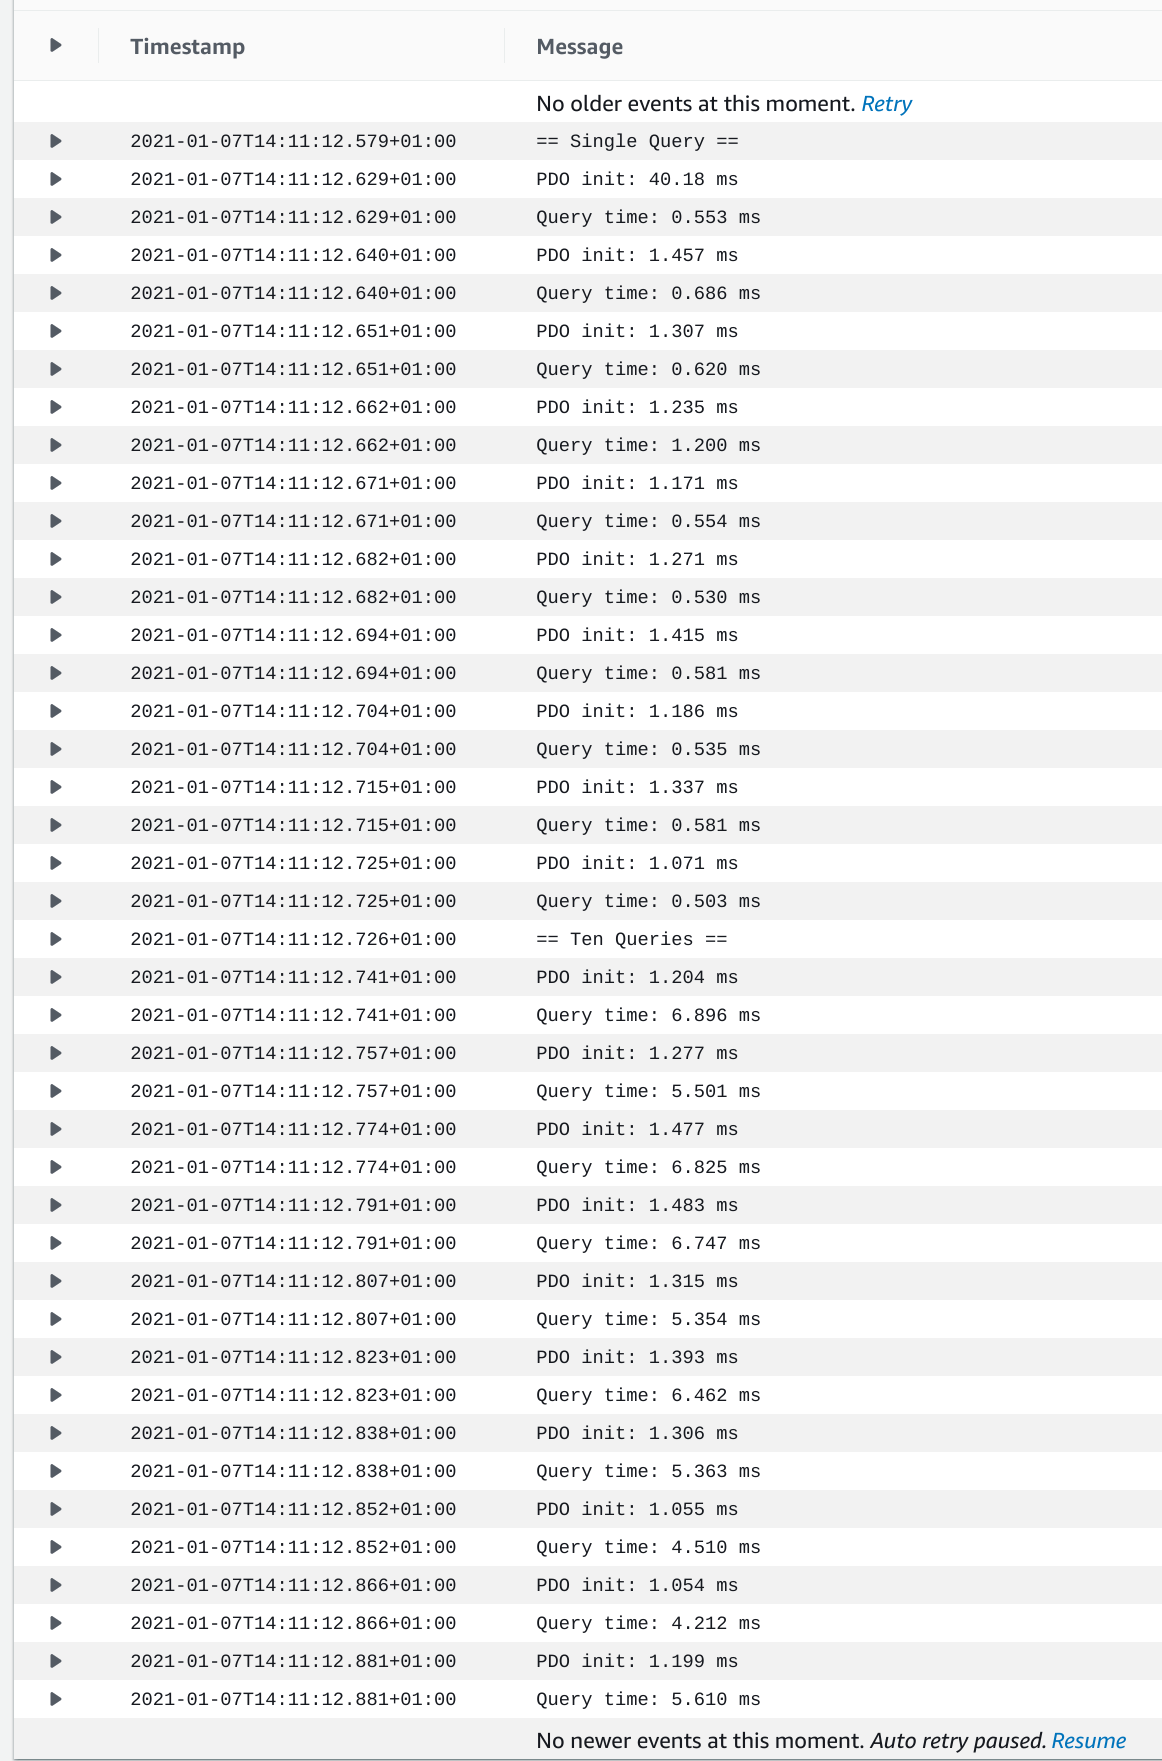 Timestamp Message
No older events at this moment. Retry
2021-01-07T14:11:12.579+01:00 == Single Query ==
2021-01-07T14:11:12.629+01:00 PDO init: 40.18 ms
2021-01-07T14:11:12.629+01:00 Query time: 0.553 ms
2021-01-07T14:11:12.640+01:00 PDO init: 1.457 ms
2021-01-07T14:11:12.640+01:00 Query time: 0.686 ms
2021-01-07T14:11:12.651+01:00 PDO init: 1.307 ms
2021-01-07T14:11:12.651+01:00 Query time: 0.620 ms
2021-01-07T14:11:12.662+01:00 PDO init: 1.235 ms
2021-01-07T14:11:12.662+01:00 Query time: 1.200 ms
2021-01-07T14:11:12.671+01:00 PDO init: 1.171 ms
2021-01-07T14:11:12.671+01:00 Query time: 0.554 ms
2021-01-07T14:11:12.682+01:00 PDO init: 1.271 ms
2021-01-07T14:11:12.682+01:00 Query time: 0.530 ms
2021-01-07T14:11:12.694+01:00 PDO init: 1.415 ms
2021-01-07T14:11:12.694+01:00 Query time: 0.581 ms
2021-01-07T14:11:12.704+01:00 PDO init: 1.186 ms
2021-01-07T14:11:12.704+01:00 Query time: 0.535 ms
2021-01-07T14:11:12.715+01:00 PDO init: 1.337 ms
2021-01-07T14:11:12.715+01:00 Query time: 0.581 ms
2021-01-07T14:11:12.725+01:00 PDO init: 1.071 ms
2021-01-07T14:11:12.725+01:00 Query time: 0.503 ms
2021-01-07T14:11:12.726+01:00 == Ten Queries ==
2021-01-07T14:11:12.741+01:00 PDO init: 1.204 ms
2021-01-07T14:11:12.741+01:00 Query time: 6.896 ms
2021-01-07T14:11:12.757+01:00 PDO init: 1.277 ms
2021-01-07T14:11:12.757+01:00 Query time: 5.501 ms
2021-01-07T14:11:12.774+01:00 PDO init: 1.477 ms
2021-01-07T14:11:12.774+01:00 Query time: 6.825 ms
2021-01-07T14:11:12.791+01:00 PDO init: 1.483 ms
2021-01-07T14:11:12.791+01:00 Query time: 6.747 ms
2021-01-07T14:11:12.807+01:00 PDO init: 1.315 ms
2021-01-07T14:11:12.807+01:00 Query time: 5.354 ms
2021-01-07T14:11:12.823+01:00 PDO init: 1.393 ms
2021-01-07T14:11:12.823+01:00 Query time: 6.462 ms
2021-01-07T14:11:12.838+01:00 PDO init: 1.306 ms
2021-01-07T14:11:12.838+01:00 Query time: 5.363 ms
2021-01-07T14:11:12.852+01:00 PDO init: 1.055 ms
2021-01-07T14:11:12.852+01:00 Query time: 4.510 ms
2021-01-07T14:11:12.866+01:00 PDO init: 1.054 ms
2021-01-07T14:11:12.866+01:00 Query time: 4.212 ms
2021-01-07T14:11:12.881+01:00 PDO init: 1.199 ms
2021-01-07T14:11:12.881+01:00 Query time: 5.610 ms
No newer events at this moment. Auto retry paused. Resume